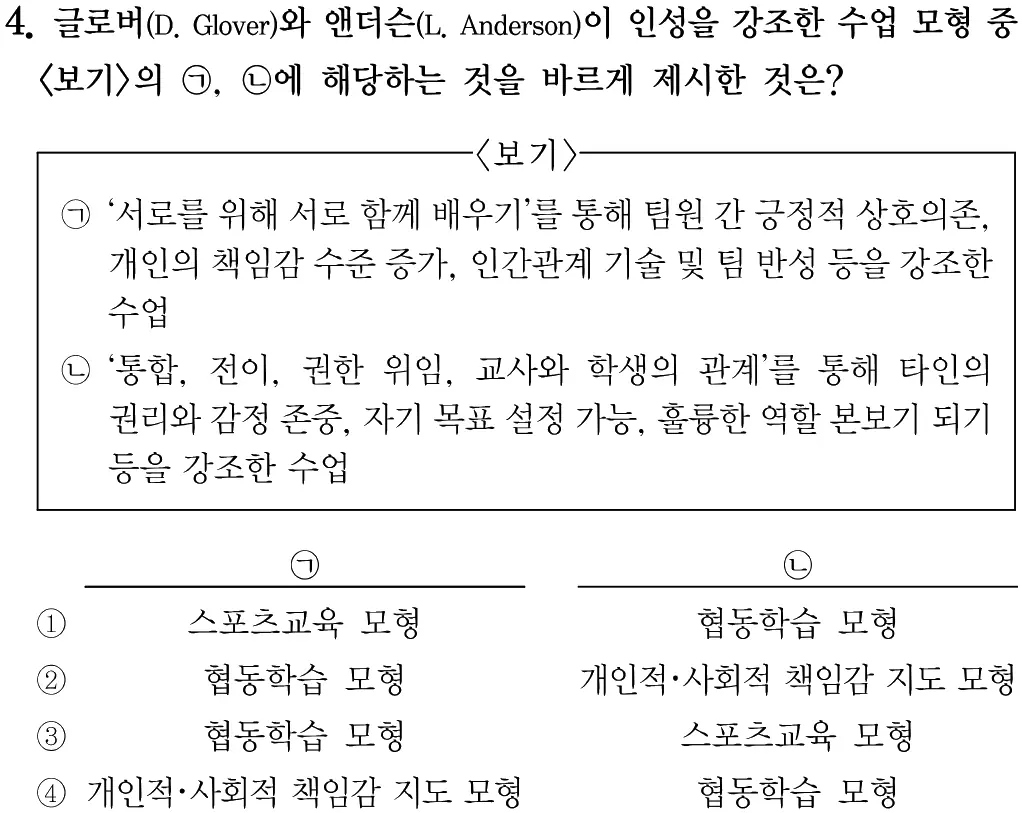 4. 글로버(D. Glover)와 앤더슨(L. Anderson)이 인성을 강조한 수업 모형 중
〈보기〉의 ㉠, ㉡에 해당하는 것을 바르게 제시한 것은?
〈보기〉
㉠ ‘서로를 위해 서로 함께 배우기’를 통해 팀원 간 긍정적 상호의존,
개인의 책임감 수준 증가, 인간관계 기술 및 팀 반성 등을 강조한
수업
㉡ ‘통합, 전이, 권한 위임, 교사와 학생의 관계’를 통해 타인의
권리와 감정 존중, 자기 목표 설정 가능, 훌륭한 역할 본보기 되기
등을 강조한 수업
㉠ ㉡
① 스포츠교육 모형 협동학습 모형
② 협동학습 모형 개인적·사회적 책임감 지도 모형
③ 협동학습 모형 스포츠교육 모형
④ 개인적·사회적 책임감 지도 모형 협동학습 모형